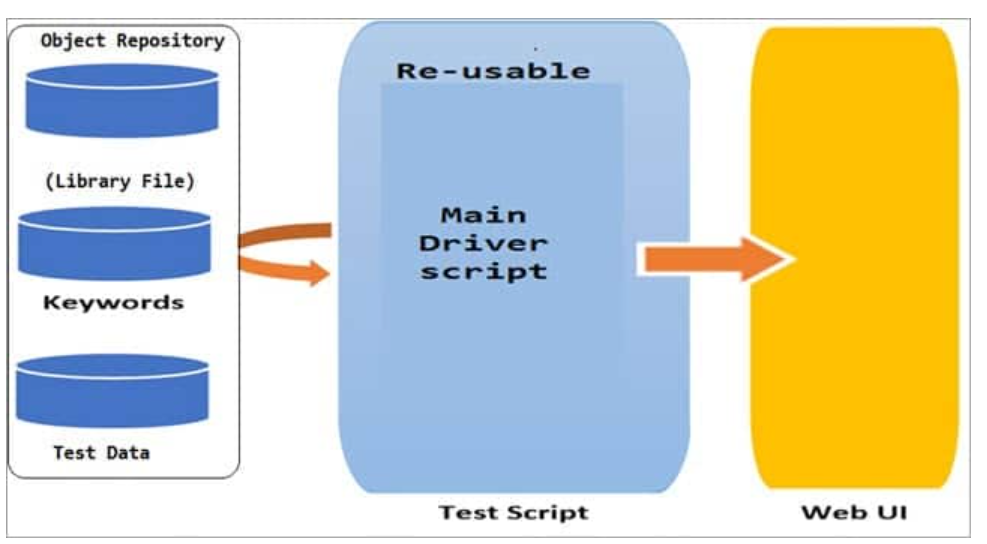 Object Repository
(Library File)
Keywords
Test Data
Re-usable
Main
Driver
script
Test Script
Web UI